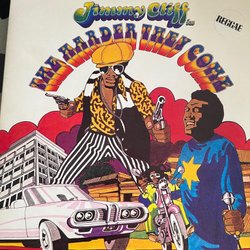 Jimmy Cliff
in
REGGAE
THE HARDER THEY COME